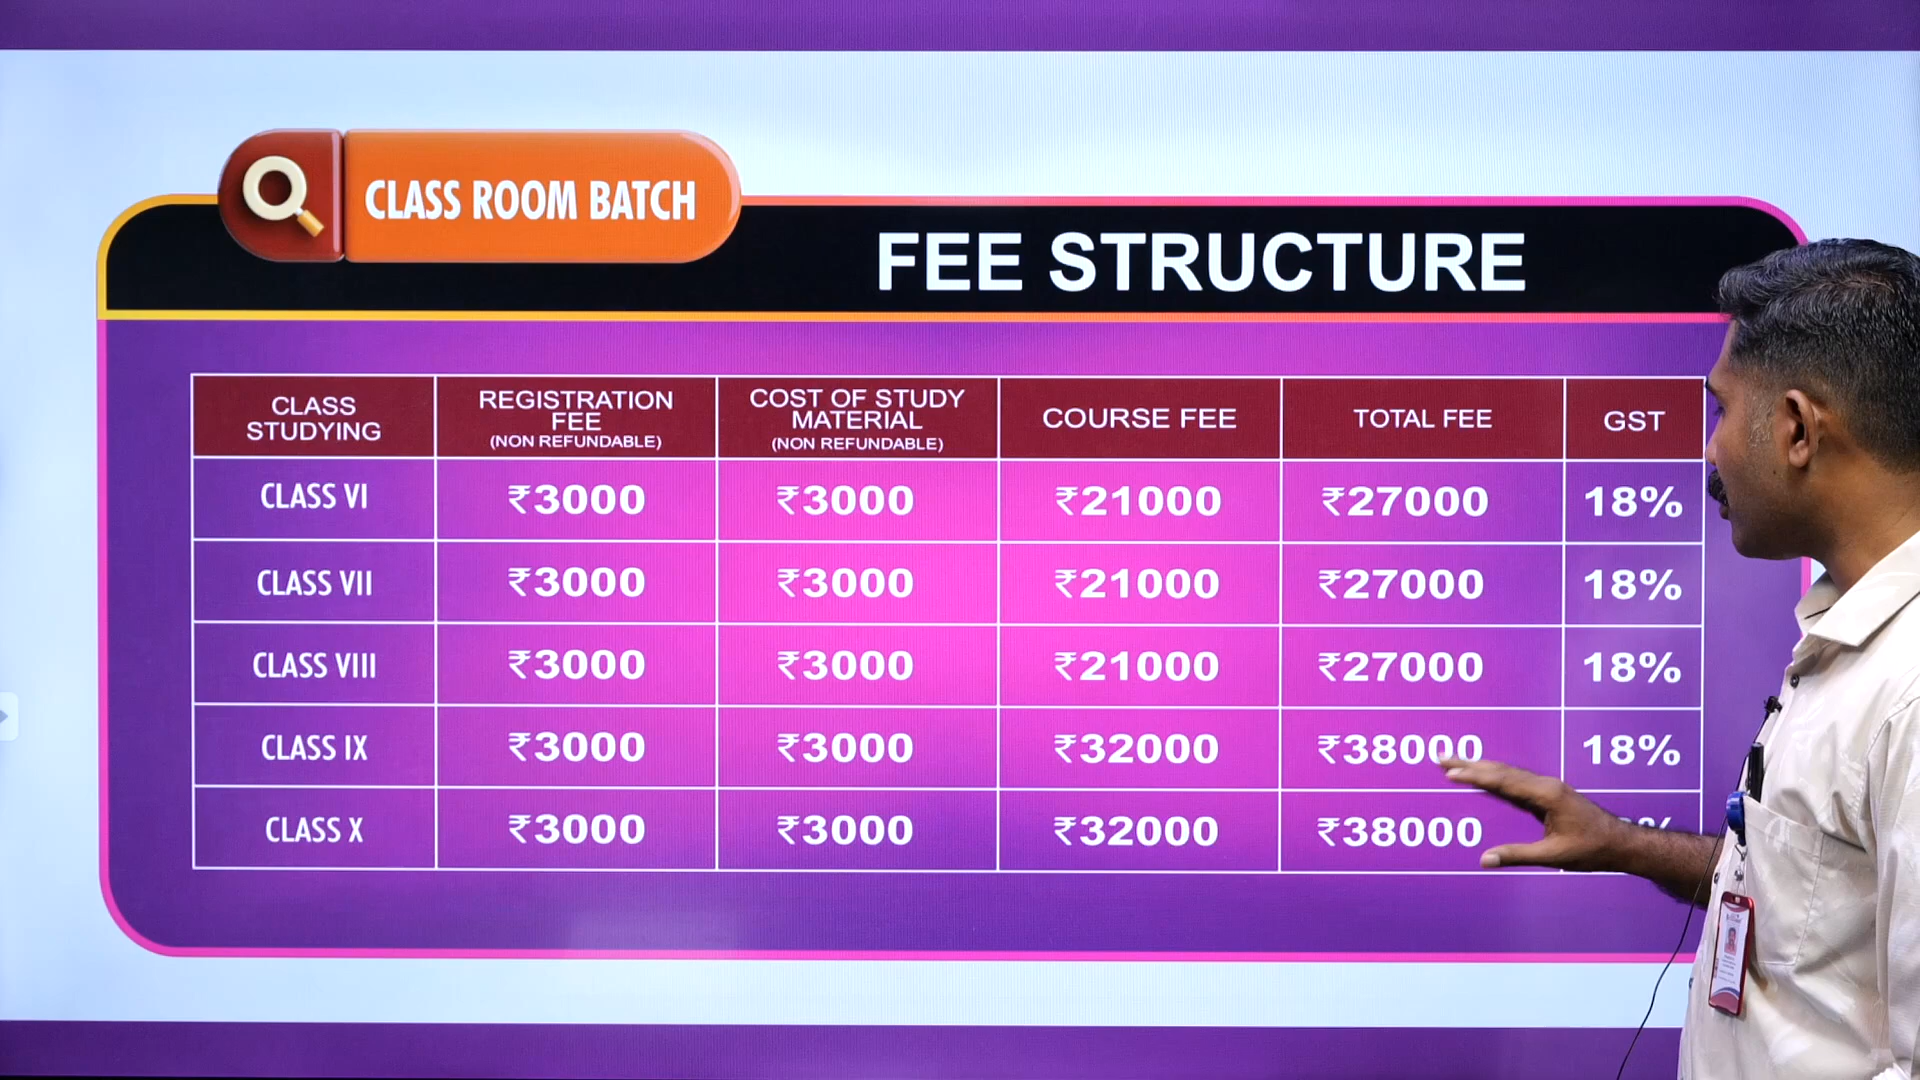 CLASS ROOM BATCH
FEE STRUCTURE
CLASS STUDYING
REGISTRATION FEE (NON REFUNDABLE)
COST OF STUDY MATERIAL (NON REFUNDABLE)
COURSE FEE
TOTAL FEE
GST
CLASS VI ₹3000 ₹3000 ₹21000 ₹27000 18%
CLASS VII ₹3000 ₹3000 ₹21000 ₹27000 18%
CLASS VIII ₹3000 ₹3000 ₹21000 ₹27000 18%
CLASS IX ₹3000 ₹3000 ₹32000 ₹38000 18%
CLASS X ₹3000 ₹3000 ₹32000 ₹38000